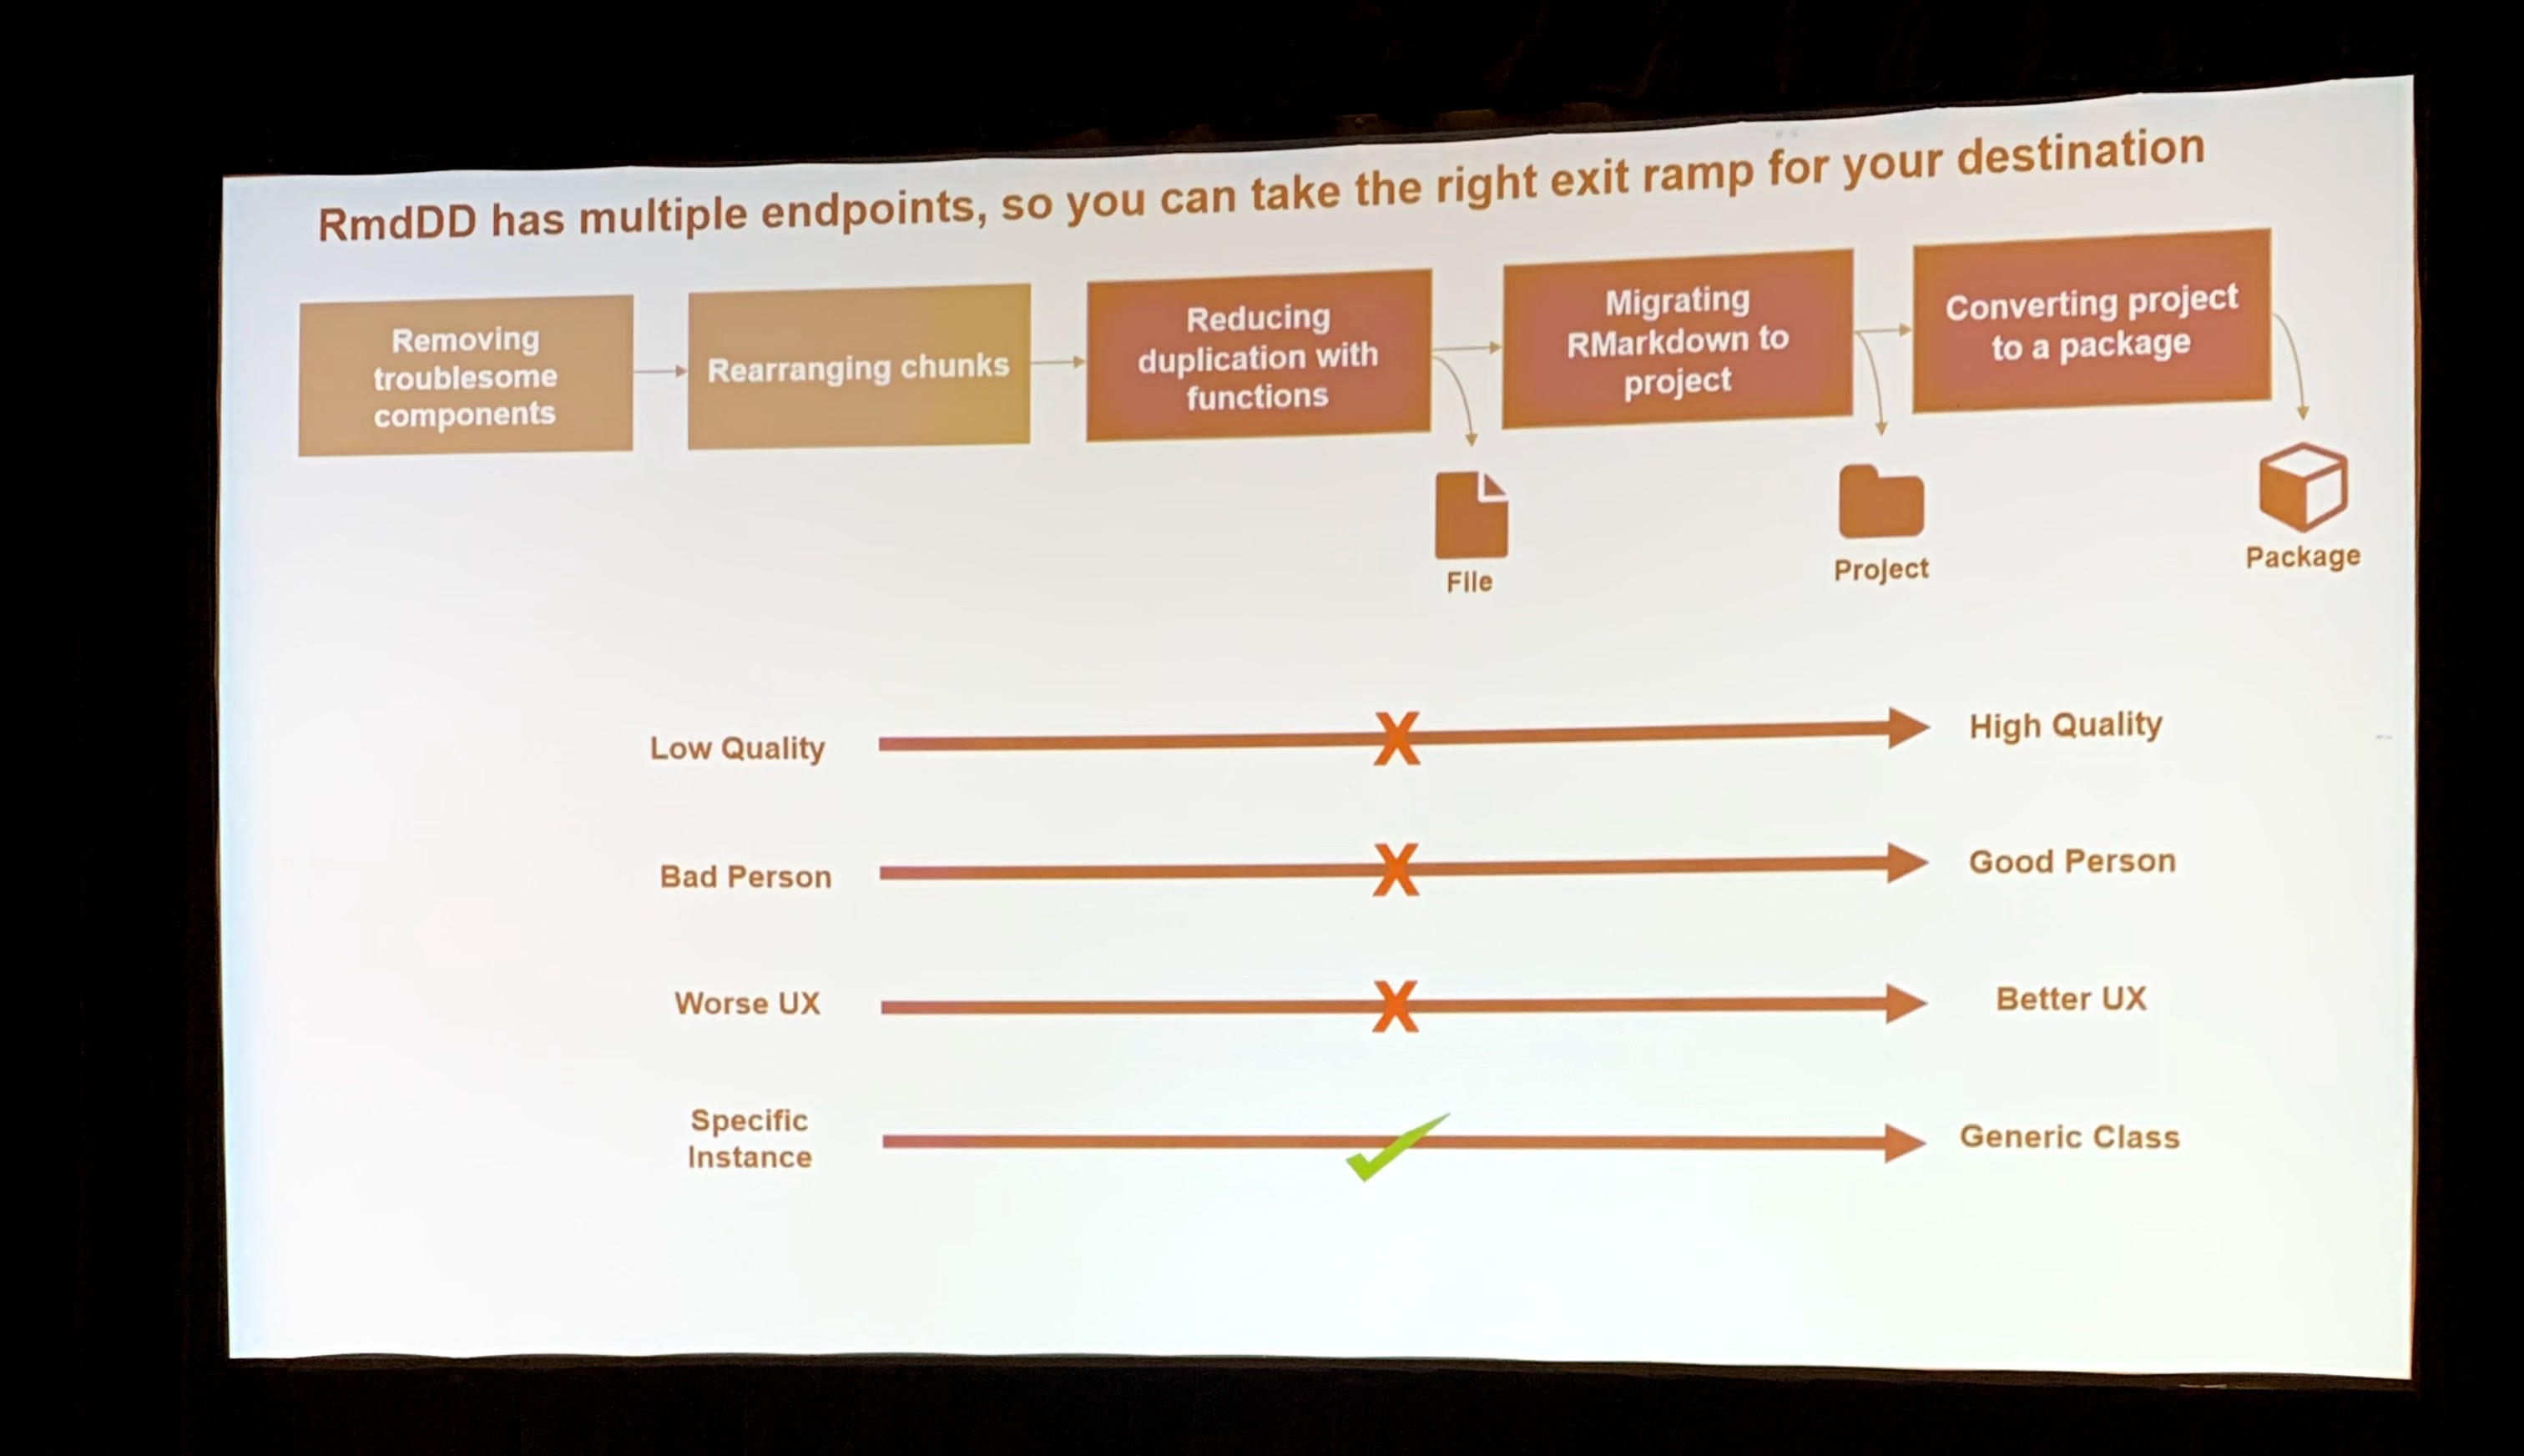 RmdDD has multiple endpoints, so you can take the right exit ramp for your destination
Removing
troublesome
components
Rearranging chunks
Reducing
duplication with
functions
Migrating
RMarkdown to
project
Converting project
to a package
File
Project
Package
Low Quality
X
High Quality
Bad Person
X
Good Person
Worse UX
X
Better UX
Specific
Instance
Generic Class